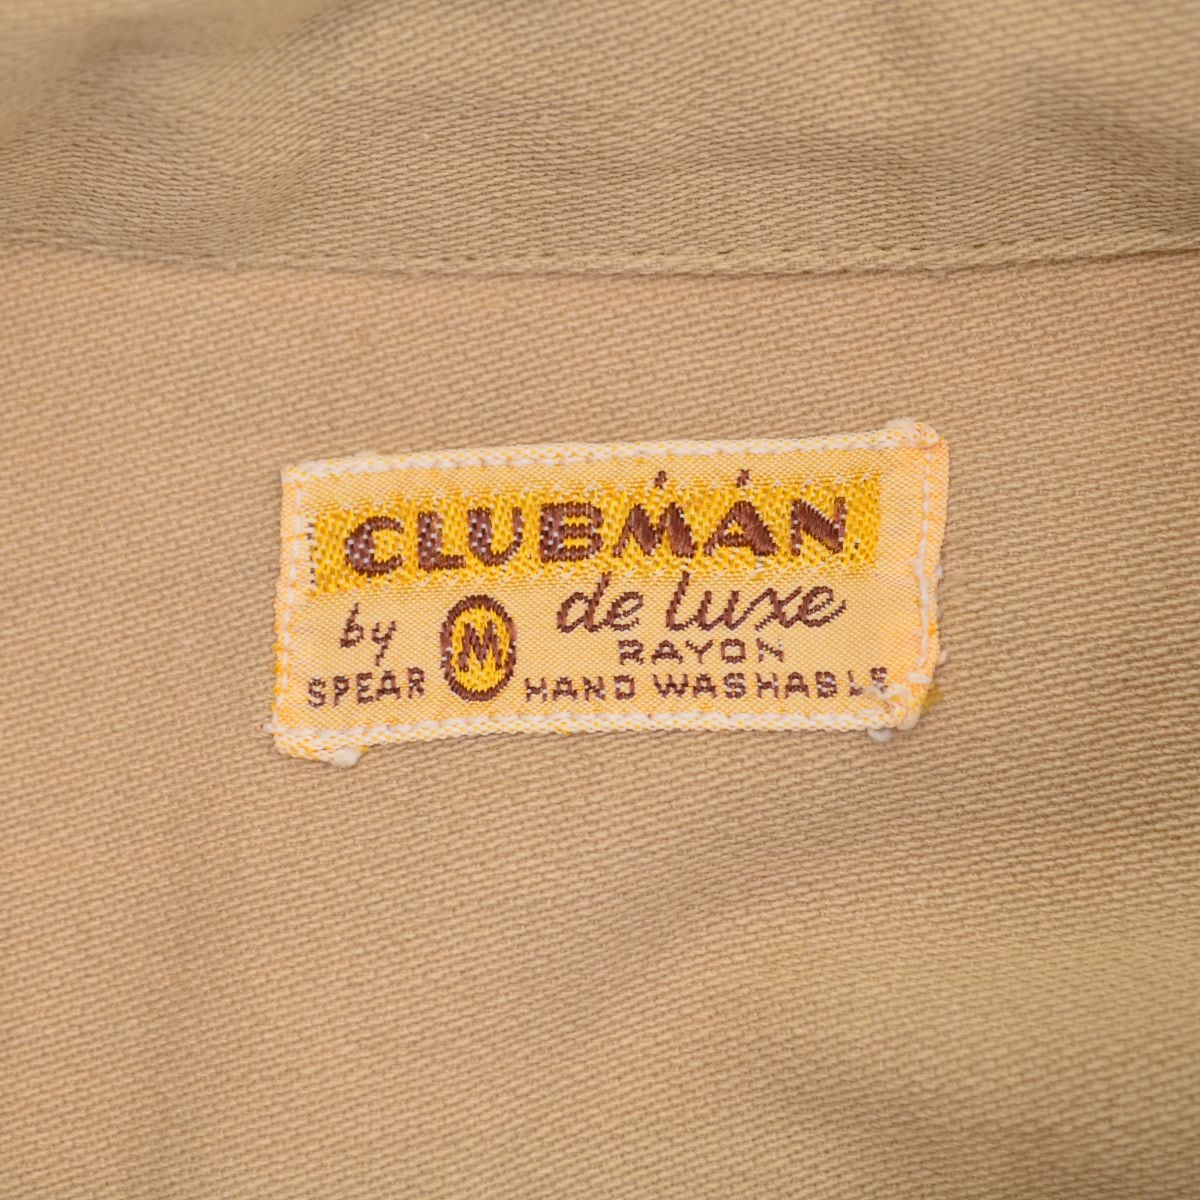 CLUBMAN
de luxe
by
SPEAR
M
RAYON
HAND WASHABLE